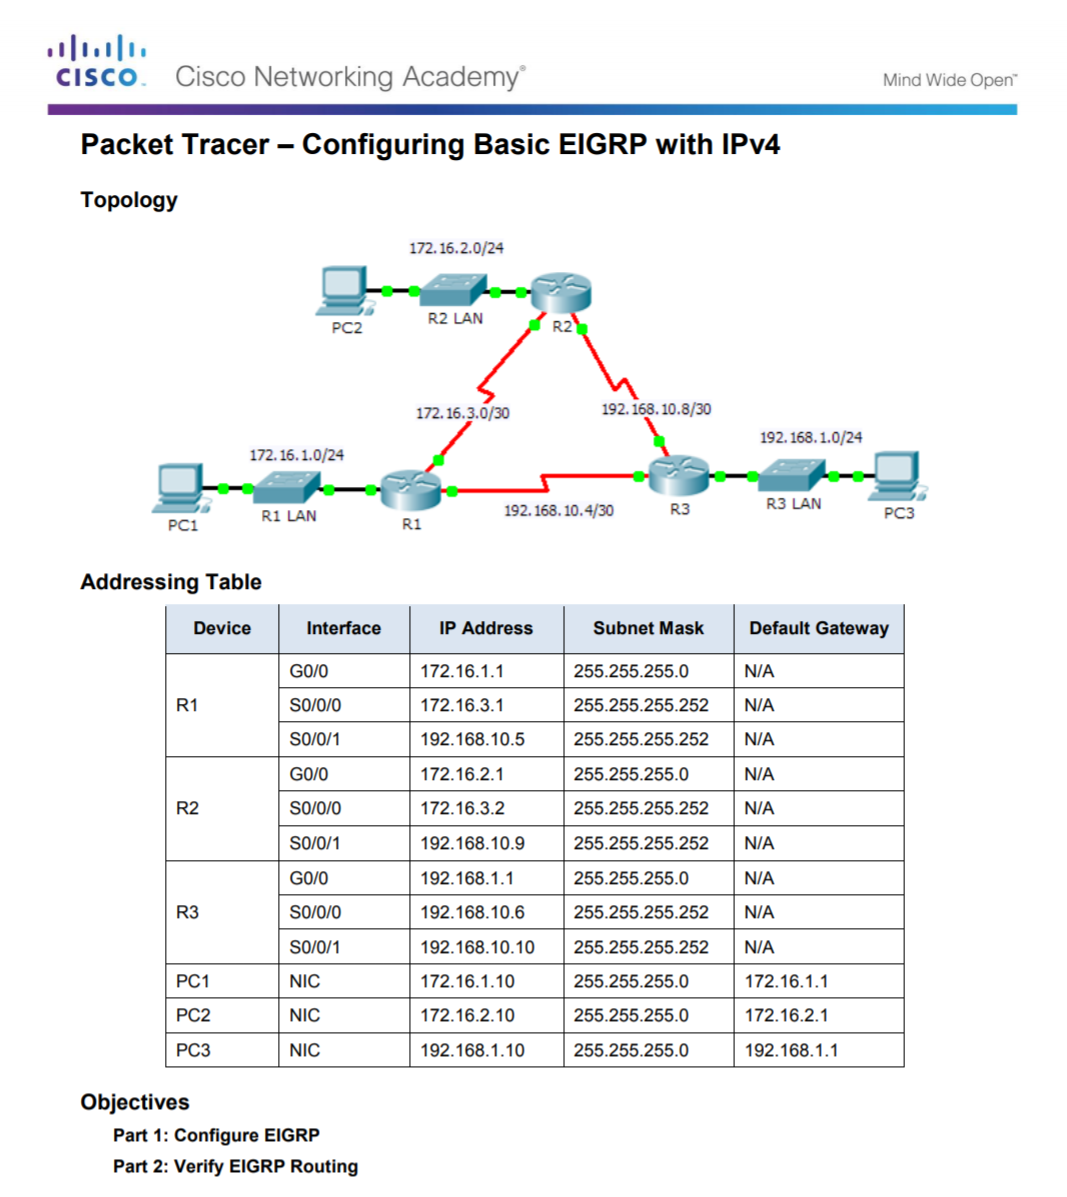 CISCO. Cisco Networking Academy® Mind Wide Open™
Packet Tracer – Configuring Basic EIGRP with IPv4
Topology
172.16.2.0/24
PC2
R2 LAN
R2
172.16.3.0/30
192.168.10.8/30
192.168.1.0/24
172.16.1.0/24
PC1
R1 LAN
R1
192.168.10.4/30
R3
R3 LAN
PC3
Addressing Table
Device Interface IP Address Subnet Mask Default Gateway
R1 G0/0 172.16.1.1 255.255.255.0 N/A
S0/0/0 172.16.3.1 255.255.255.252 N/A
S0/0/1 192.168.10.5 255.255.255.252 N/A
R2 G0/0 172.16.2.1 255.255.255.0 N/A
S0/0/0 172.16.3.2 255.255.255.252 N/A
S0/0/1 192.168.10.9 255.255.255.252 N/A
R3 G0/0 192.168.1.1 255.255.255.0 N/A
S0/0/0 192.168.10.6 255.255.255.252 N/A
S0/0/1 192.168.10.10 255.255.255.252 N/A
PC1 NIC 172.16.1.10 255.255.255.0 172.16.1.1
PC2 NIC 172.16.2.10 255.255.255.0 172.16.2.1
PC3 NIC 192.168.1.10 255.255.255.0 192.168.1.1
Objectives
Part 1: Configure EIGRP
Part 2: Verify EIGRP Routing